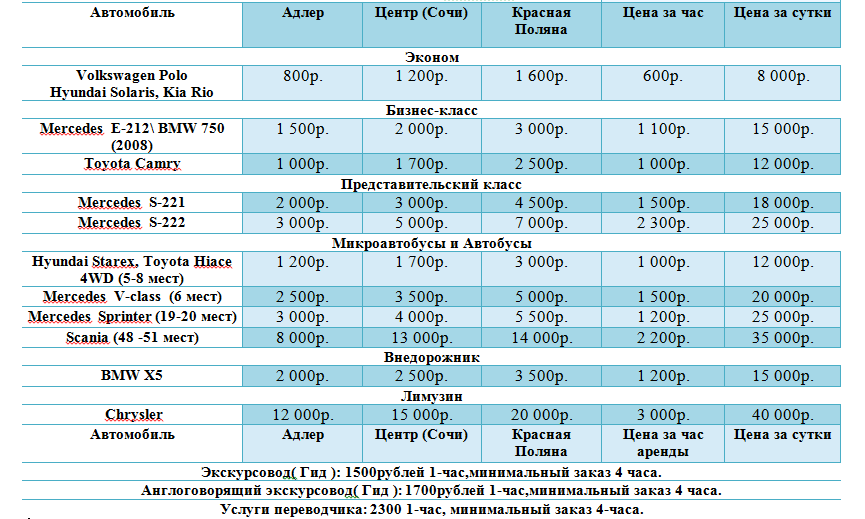 Автомобиль Адлер Центр (Сочи) Красная Поляна Цена за час Цена за сутки
Эконом
Volkswagen Polo Hyundai Solaris, Kia Rio 800р. 1 200р. 1 600р. 600р. 8 000р.
Бизнес-класс
Mercedes E-212\ BMW 750 (2008) 1 500р. 2 000р. 3 000р. 1 100р. 15 000р.
Toyota Camry 1 000р. 1 700р. 2 500р. 1 000р. 12 000р.
Представительский класс
Mercedes S-221 2 000р. 3 000р. 4 500р. 1 500р. 18 000р.
Mercedes S-222 3 000р. 5 000р. 7 000р. 2 300р. 25 000р.
Микроавтобусы и Автобусы
Hyundai Starex, Toyota Hiace 4WD (5-8 мест) 1 200р. 1 700р. 3 000р. 1 000р. 12 000р.
Mercedes V-class (6 мест) 2 500р. 3 500р. 5 000р. 1 500р. 20 000р.
Mercedes Sprinter (19-20 мест) 3 000р. 4 000р. 5 500р. 1 200р. 25 000р.
Scania (48 -51 мест) 8 000р. 13 000р. 14 000р. 2 200р. 35 000р.
Внедорожник
BMW X5 2 000р. 2 500р. 3 500р. 1 200р. 15 000р.
Лимузин
Chrysler 12 000р. 15 000р. 20 000р. 3 000р. 40 000р.
Автомобиль Адлер Центр (Сочи) Красная Поляна Цена за час аренды Цена за сутки
Экскурсовод( Гид ): 1500рублей 1-час,минимальный заказ 4 часа.
Англоговорящий экскурсовод( Гид ): 1700рублей 1-час,минимальный заказ 4 часа.
Услуги переводчика: 2300 1-час, минимальный заказ 4-часа.